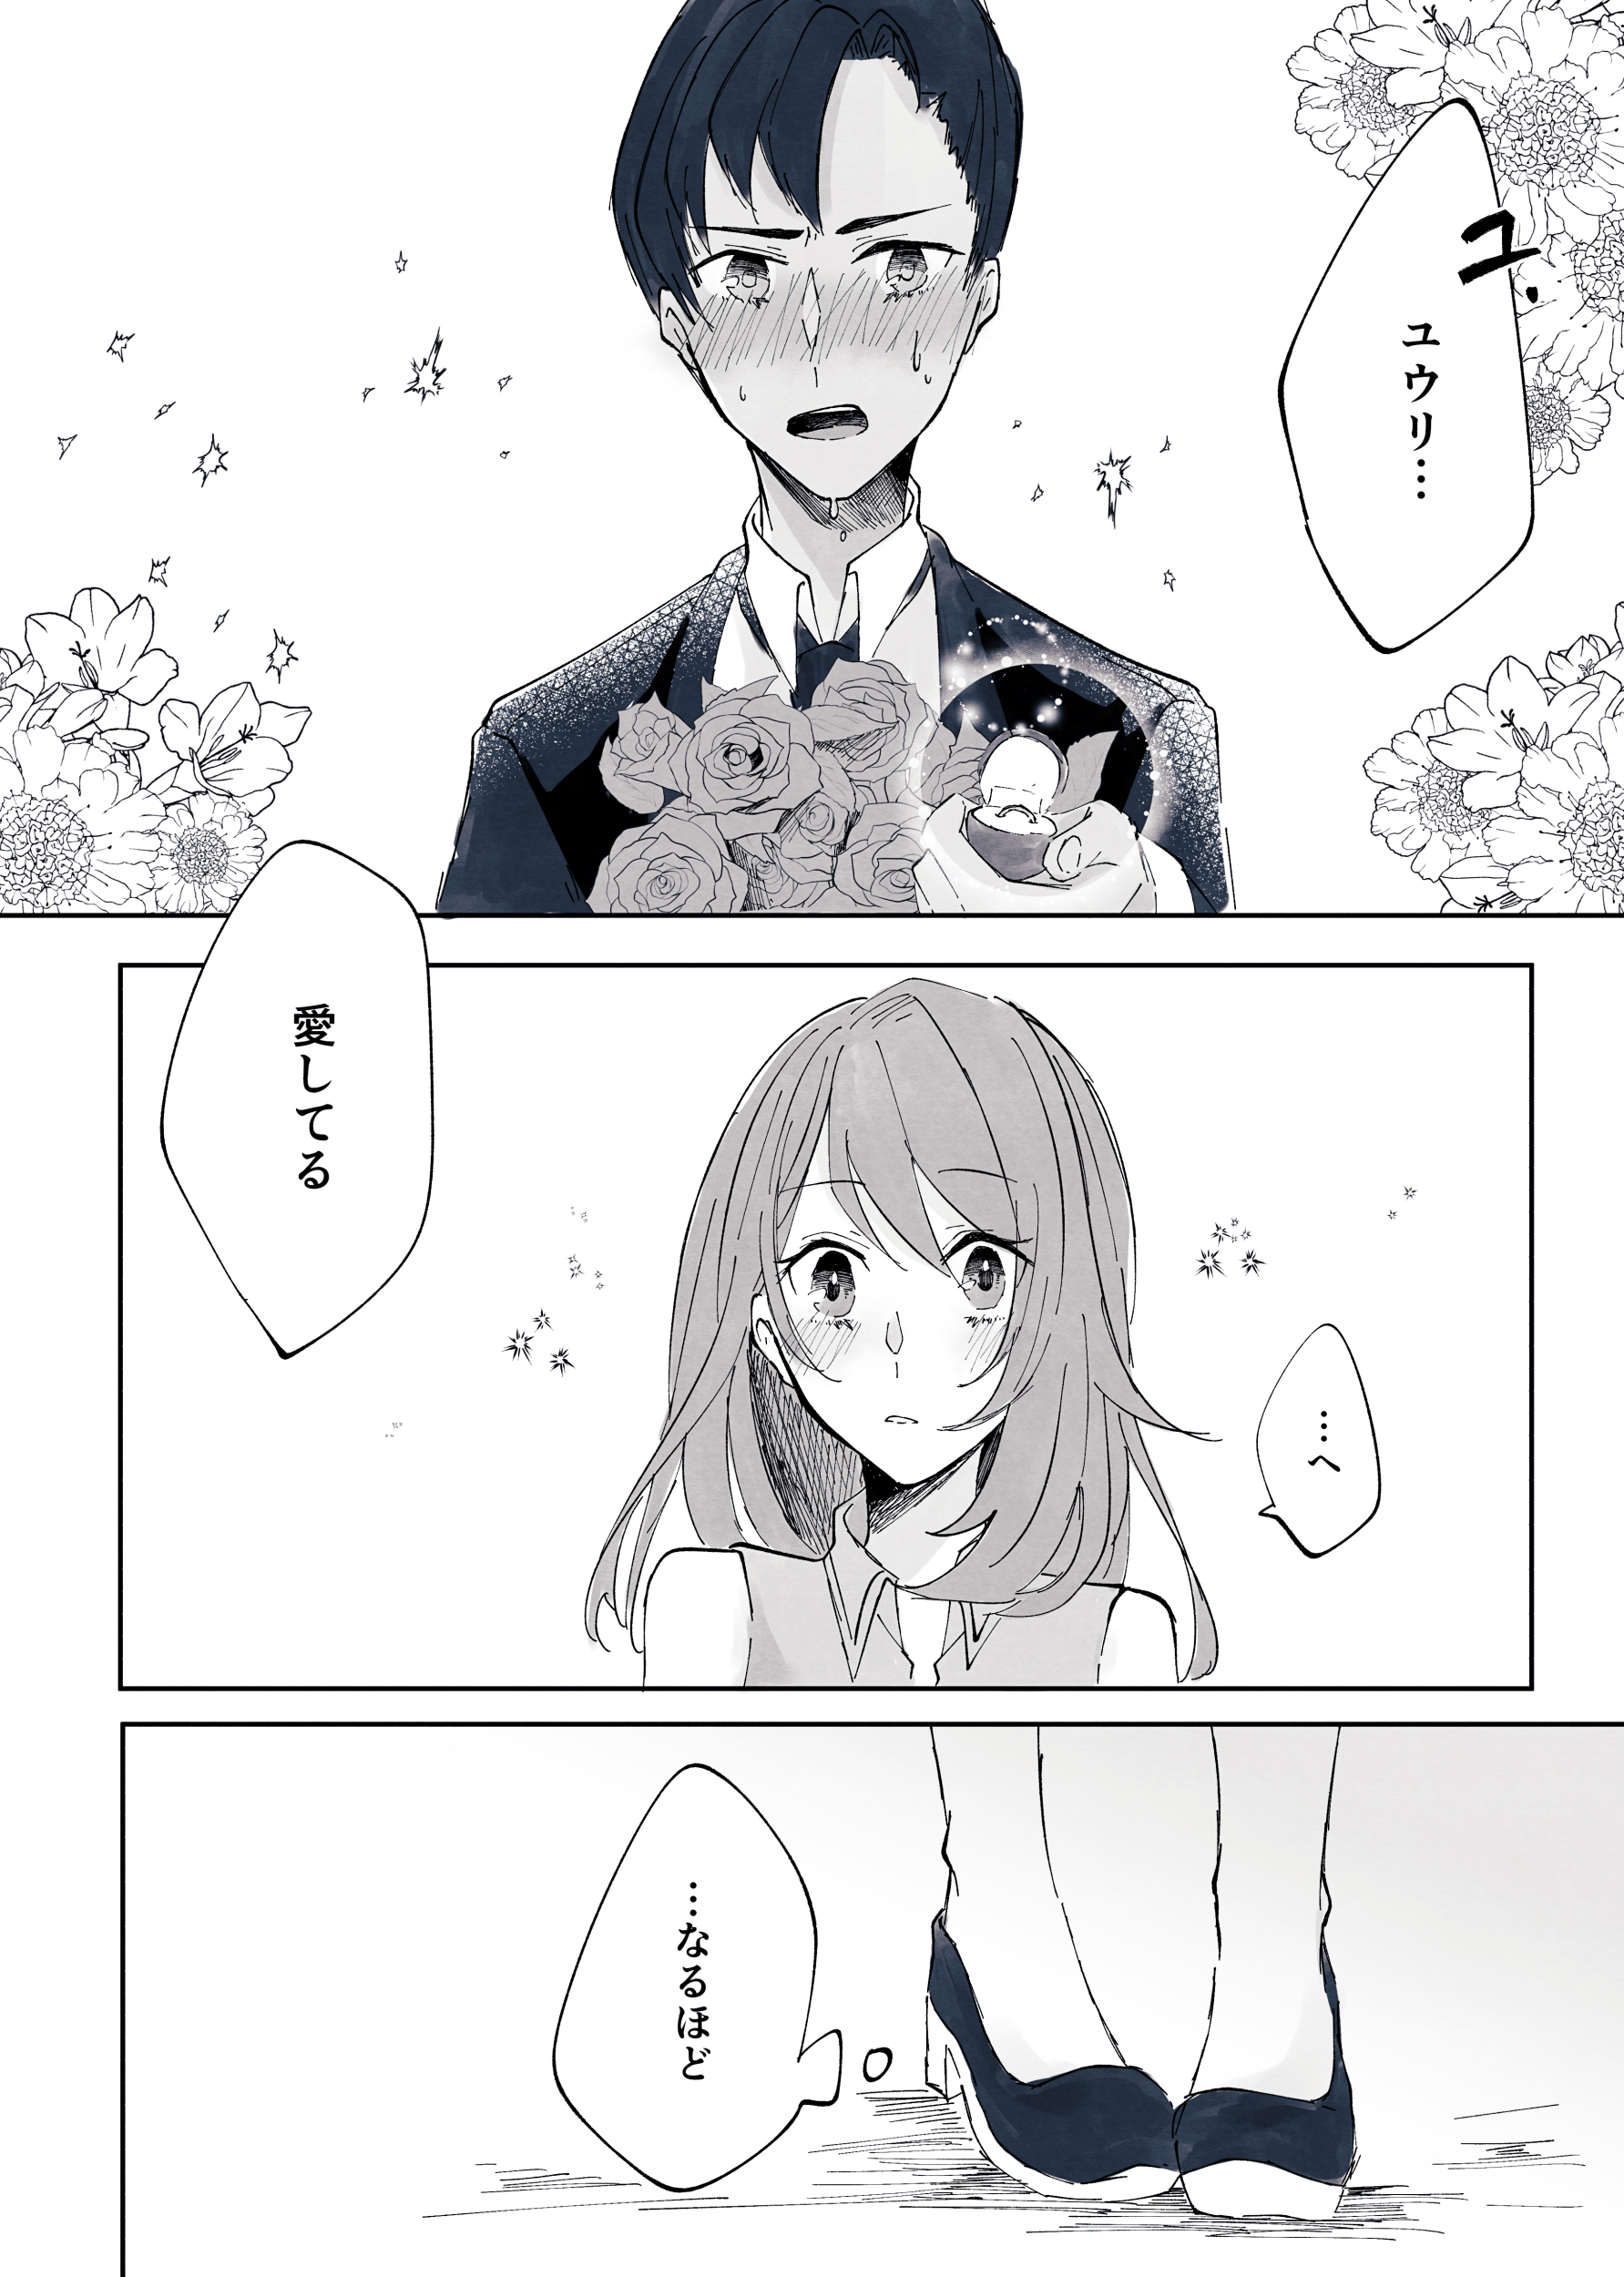 ユ.
ユウリ…
愛してる
…へ
…なるほど